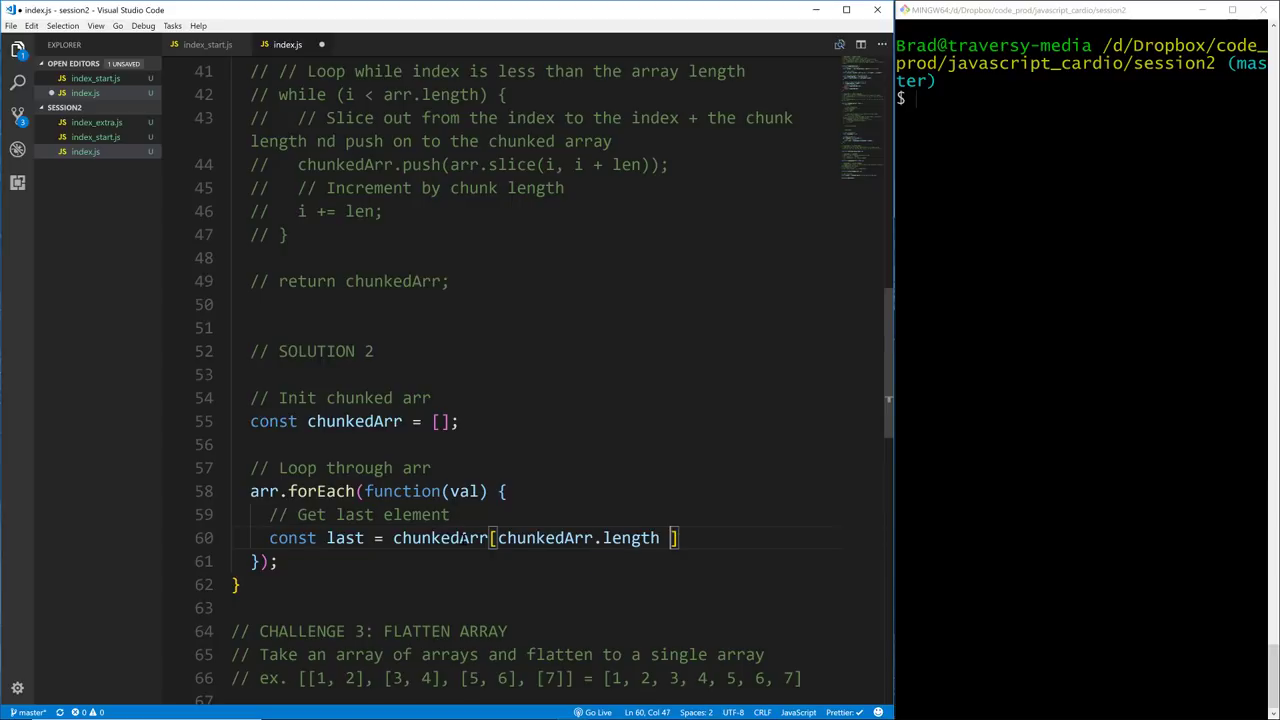 index.js - session2 - Visual Studio Code
File Edit Selection View Go Debug Tasks Help
EXPLORER
OPEN EDITORS 1 UNSAVED
index_start.js U
index.js U
SESSION2
index_extra.js U
index_start.js U
index.js U
index_start.js index.js
41 // Loop while index is less than the array length
42 // while (i < arr.length) {
43 // // Slice out from the index to the index + the chunk
length and push on to the chunked array
44 // chunkedArr.push(arr.slice(i, i + len));
45 // // Increment by chunk length
46 // i += len;
47 // }
48
49 // return chunkedArr;
50
51
52 // SOLUTION 2
53
54 // Init chunked arr
55 const chunkedArr = [];
56
57 // Loop through arr
58 arr.forEach(function(val) {
59 // Get last element
60 const last = chunkedArr[chunkedArr.length ]
61 });
62 }
63
64 // CHALLENGE 3: FLATTEN ARRAY
65 // Take an array of arrays and flatten to a single array
66 // ex. [[1, 2], [3, 4], [5, 6], [7]] = [1, 2, 3, 4, 5, 6, 7]
67
master* 0 0 Go Live Ln 60, Col 47 Spaces: 2 UTF-8 CRLF JavaScript Prettier: ✓
MINGW64:/d/Dropbox/code_prod/javascript_cardio/session2
Brad@traversy-media /d/Dropbox/code_
prod/javascript_cardio/session2 (mas
ter)
$